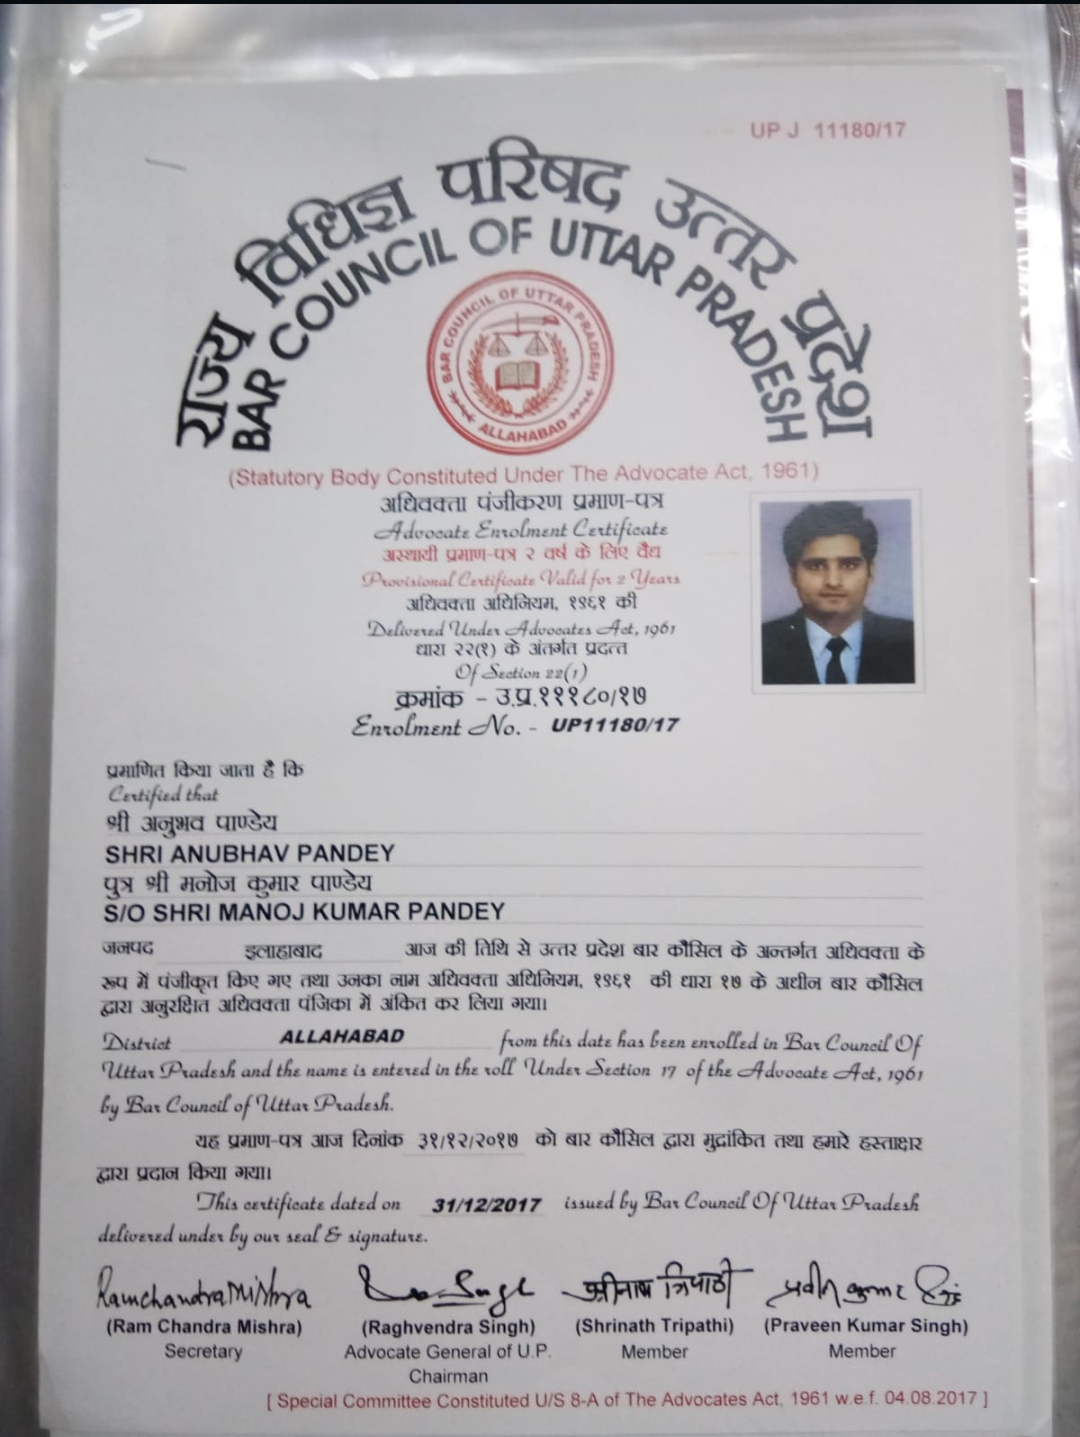 UP J 11180/17
राज्य विधिज्ञ परिषद उत्तर प्रदेश
BAR COUNCIL OF UTTAR PRADESH
BAR COUNCIL OF UTTAR PRADESH
ALLAHABAD
(Statutory Body Constituted Under The Advocate Act, 1961)
अधिवक्ता पंजीकरण प्रमाण-पत्र
Advocate Enrolment Certificate
अस्थायी प्रमाण-पत्र २ वर्ष के लिए वैध
Provisional Certificate Valid for 2 Years
अधिवक्ता अधिनियम, १९६१ की
Delivered Under Advocates Act, 1961
धारा २२(१) के अंतर्गत प्रदत्त
Of Section 22(1)
क्रमांक - उ.प्र.१११८०/१७
Enrolment No. - UP11180/17
प्रमाणित किया जाता है कि
Certified that
श्री अनुभव पाण्डेय
SHRI ANUBHAV PANDEY
पुत्र श्री मनोज कुमार पाण्डेय
S/O SHRI MANOJ KUMAR PANDEY
जनपद इलाहाबाद आज की तिथि से उत्तर प्रदेश बार कौसिल के अन्तर्गत अधिवक्ता के
रूप में पंजीकृत किए गए तथा उनका नाम अधिवक्ता अधिनियम, १९६१ की धारा १७ के अधीन बार कौसिल
द्वारा अनुरक्षित अधिवक्ता पंजिका में अंकित कर लिया गया।
District ALLAHABAD from this date has been enrolled in Bar Council Of
Uttar Pradesh and the name is entered in the roll Under Section 17 of the Advocate Act, 1961
by Bar Council of Uttar Pradesh.
यह प्रमाण-पत्र आज दिनांक ३१/१२/२०१७ को बार कौसिल द्वारा मुद्रांकित तथा हमारे हस्ताक्षर
द्वारा प्रदान किया गया।
This certificate dated on 31/12/2017 issued by Bar Council Of Uttar Pradesh
delivered under by our seal & signature.
Ramchandra Mishra श्रीनाथ त्रिपाठी प्रवीन कुमार
(Ram Chandra Mishra) (Raghvendra Singh) (Shrinath Tripathi) (Praveen Kumar Singh)
Secretary Advocate General of U.P. Member Member
Chairman
[ Special Committee Constituted U/S 8-A of The Advocates Act, 1961 w.e.f. 04.08.2017 ]